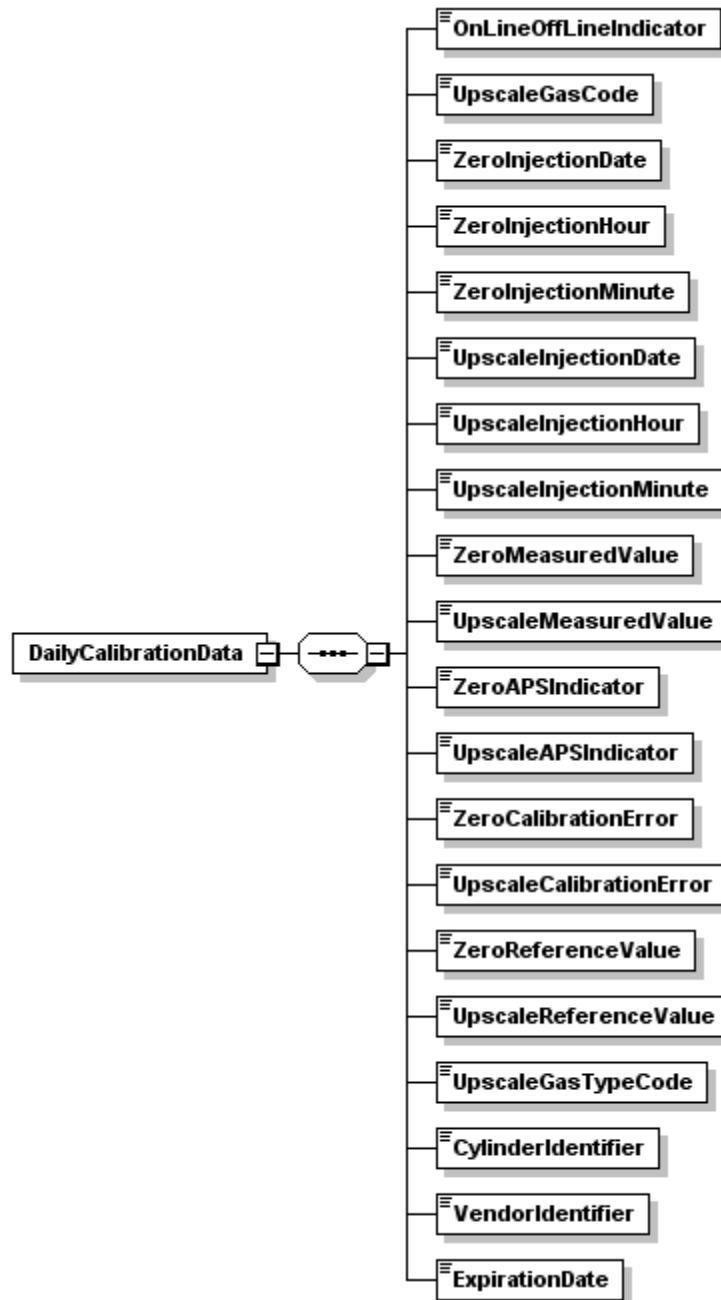 OnLineOffLineIndicator
UpscaleGasCode
ZeroInjectionDate
ZeroInjectionHour
ZeroInjectionMinute
UpscaleInjectionDate
UpscaleInjectionHour
UpscaleInjectionMinute
ZeroMeasuredValue
UpscaleMeasuredValue
DailyCalibrationData
ZeroAPSIndicator
UpscaleAPSIndicator
ZeroCalibrationError
UpscaleCalibrationError
ZeroReferenceValue
UpscaleReferenceValue
UpscaleGasTypeCode
CylinderIdentifier
VendorIdentifier
ExpirationDate